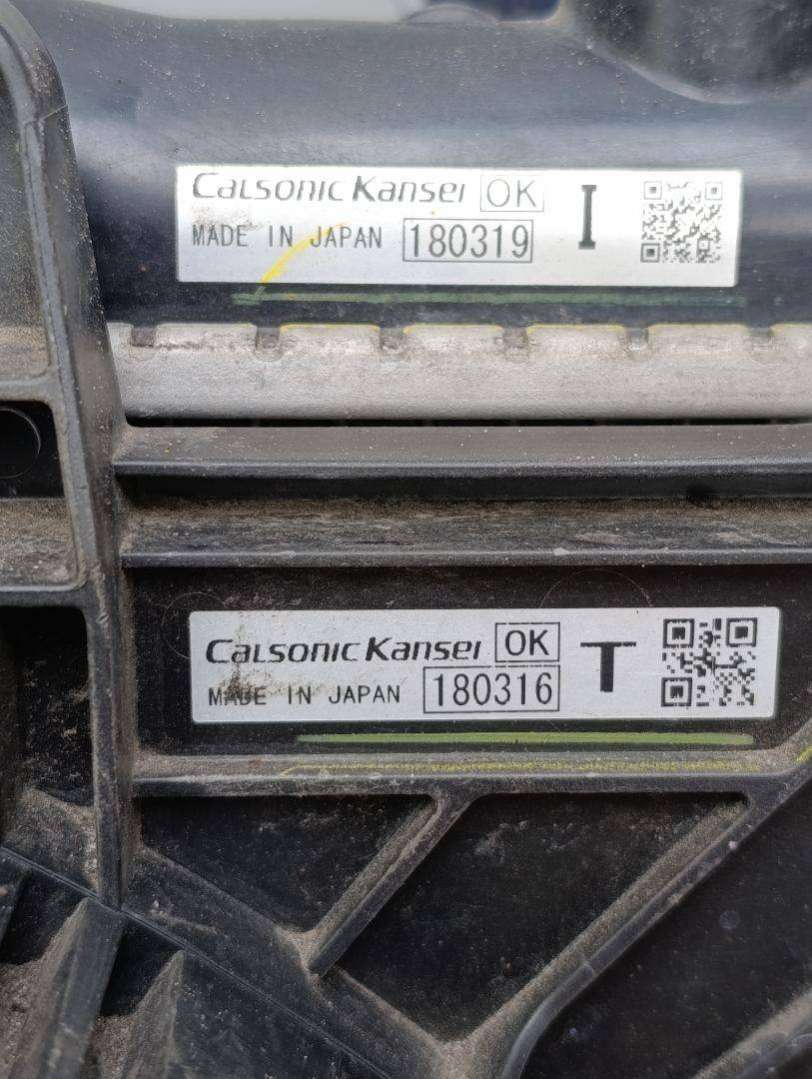 CALSONIC KANSEI OK I
MADE IN JAPAN 180319
CALSONIC KANSEI OK T
MADE IN JAPAN 180316